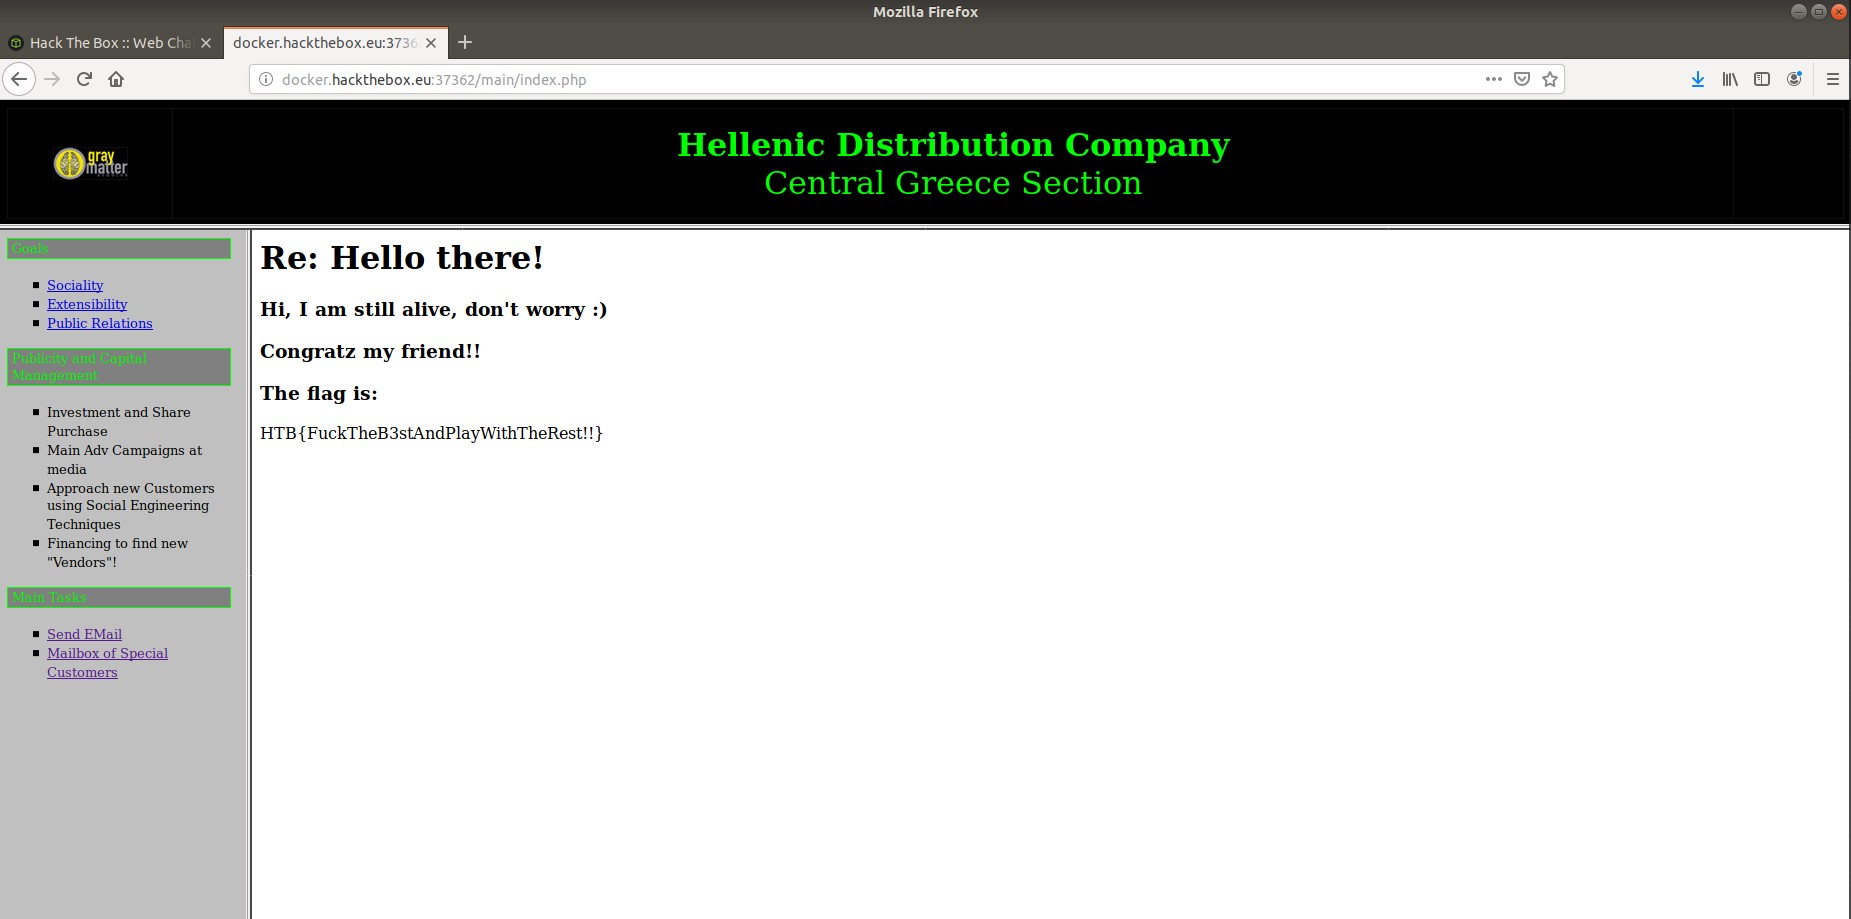 Mozilla Firefox
Hack The Box :: Web Cha
docker.hackthebox.eu:3736
docker.hackthebox.eu:37362/main/index.php
gray
matter
Hellenic Distribution Company
Central Greece Section
Goals
Sociality
Extensibility
Public Relations
Publicity and Capital
Management
Investment and Share
Purchase
Main Adv Campaigns at
media
Approach new Customers
using Social Engineering
Techniques
Financing to find new
"Vendors"!
Main Tasks
Send EMail
Mailbox of Special
Customers
Re: Hello there!
Hi, I am still alive, don't worry :)
Congratz my friend!!
The flag is:
HTB{FuckTheB3stAndPlayWithTheRest!!}